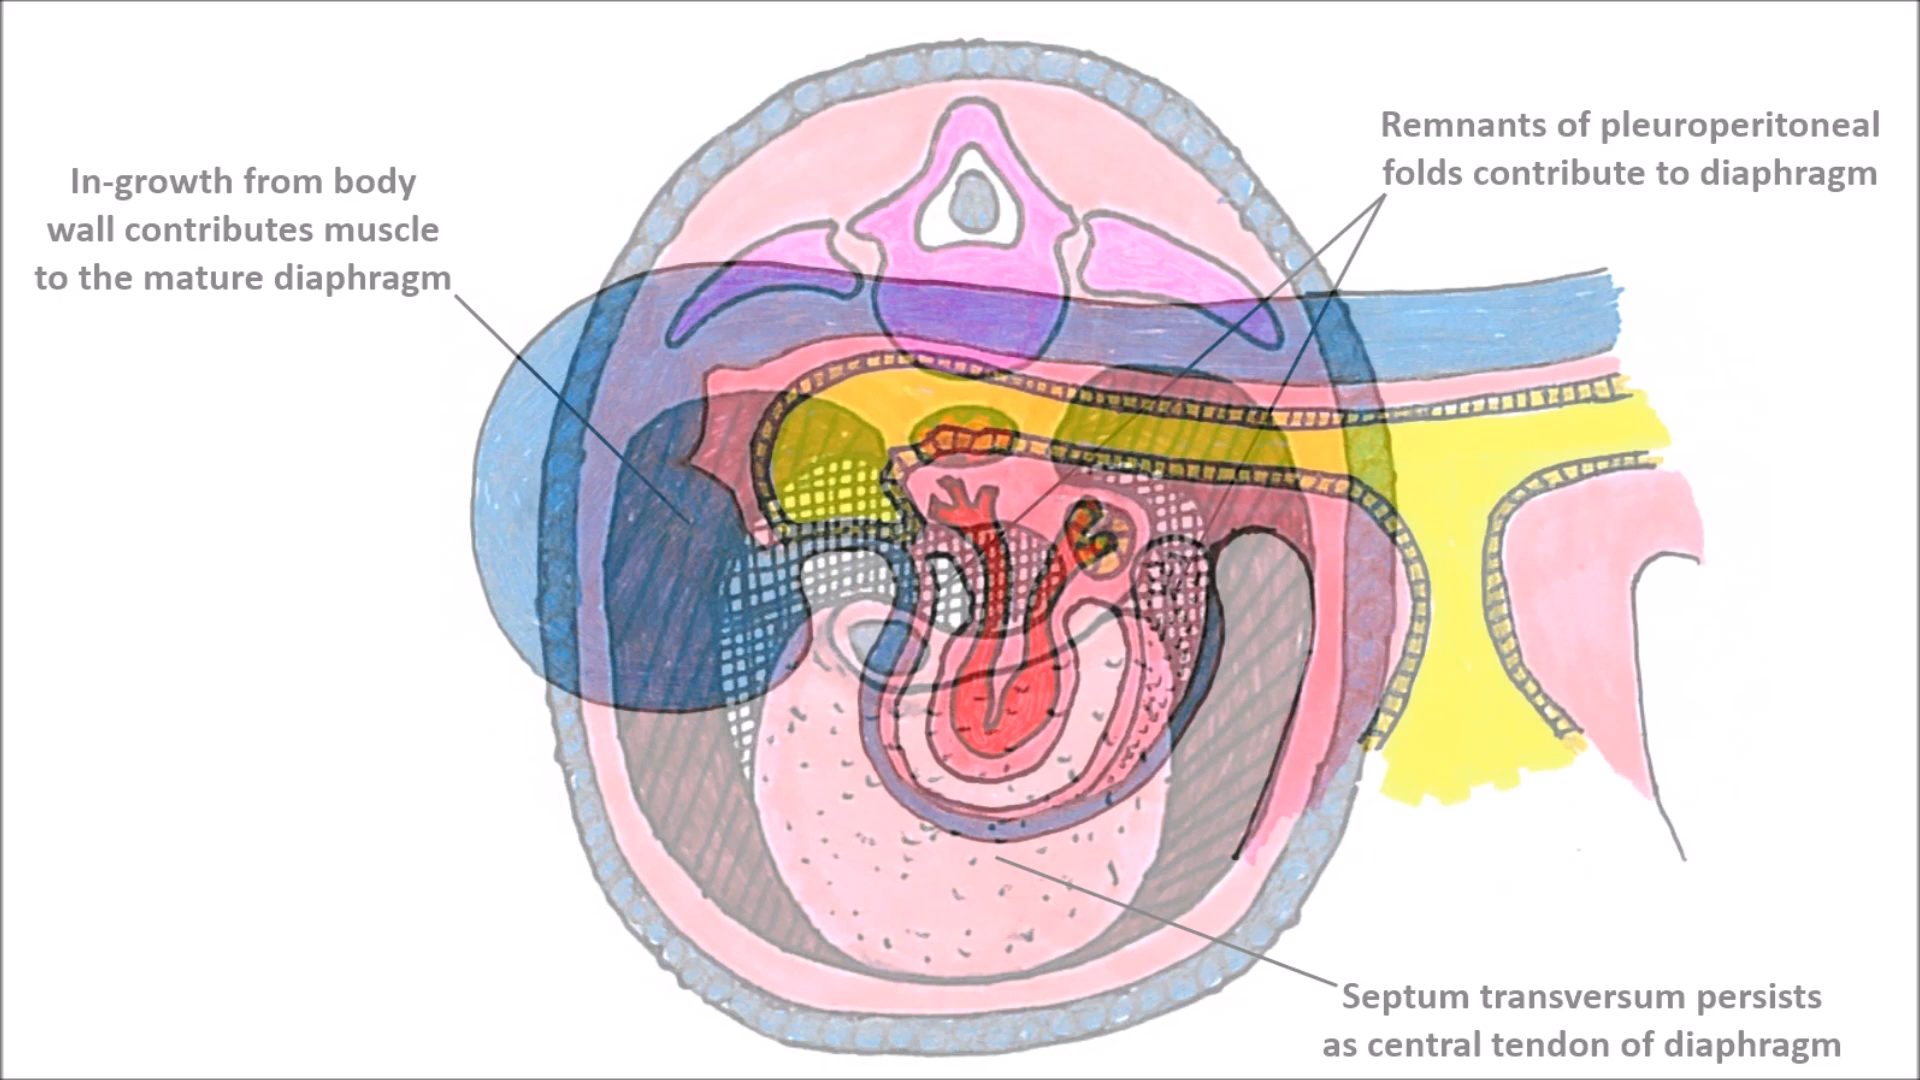 In-growth from body
wall contributes muscle
to the mature diaphragm
Remnants of pleuroperitoneal
folds contribute to diaphragm
Septum transversum persists
as central tendon of diaphragm